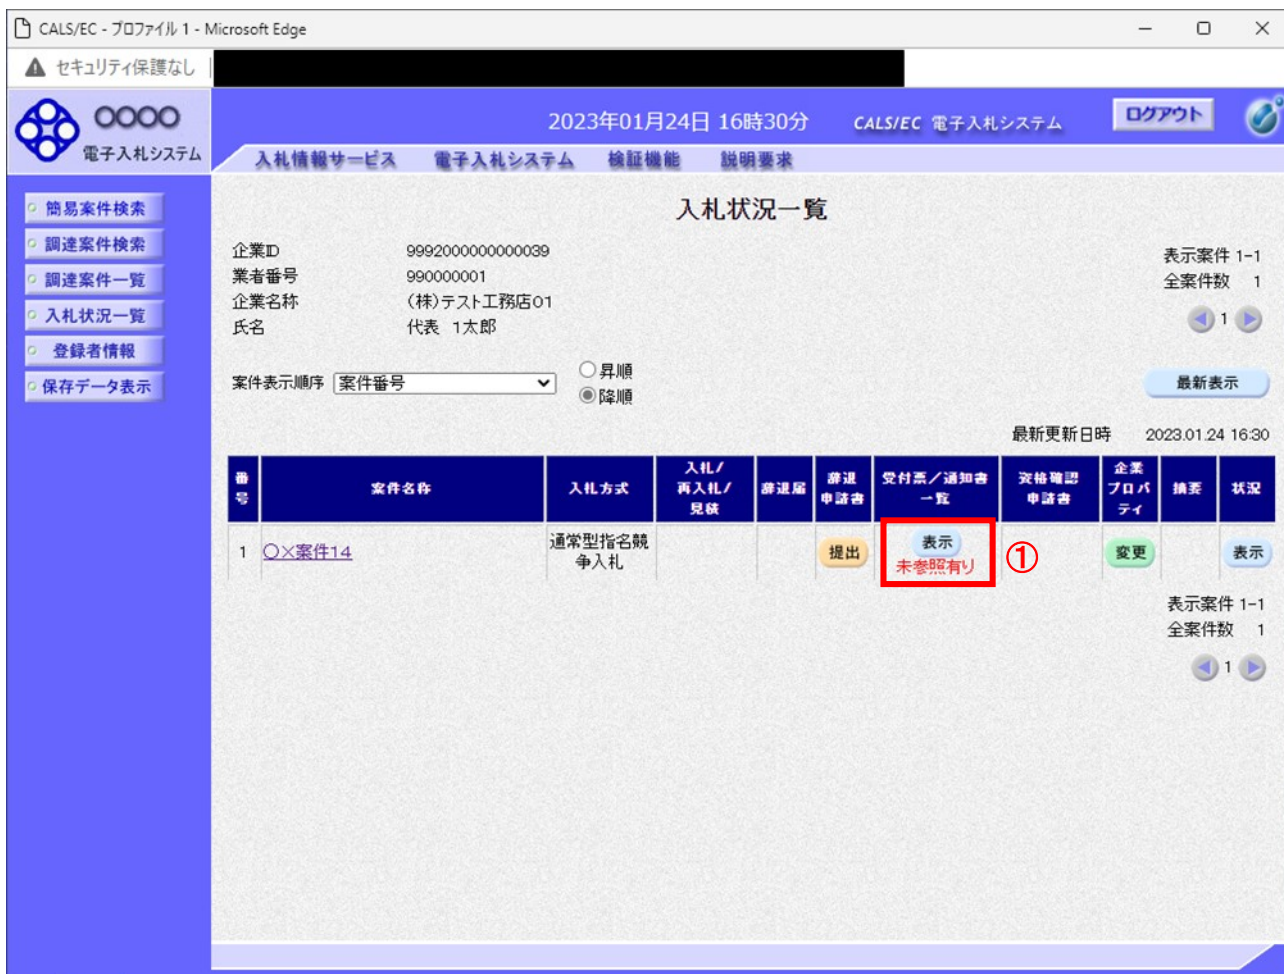 CALS/EC - プロファイル 1 - Microsoft Edge
セキュリティ保護なし
OOOO
電子入札システム
2023年01月24日 16時30分 CALS/EC 電子入札システム ログアウト
入札情報サービス 電子入札システム 検証機能 説明要求
簡易案件検索
調達案件検索
調達案件一覧
入札状況一覧
登録者情報
保存データ表示
入札状況一覧
企業ID 9992000000000039
業者番号 990000001
企業名称 (株)テスト工務店01
氏名 代表 1太郎
表示案件 1-1
全案件数 1
1
案件表示順序 案件番号
昇順
降順
最新表示
最新更新日時 2023.01.24 16:30
番号 案件名称 入札方式 入札/再入札/見積 辞退届 辞退申請書 受付票/通知書一覧 資格確認申請書 企業プロパティ 摘要 状況
1 〇×案件14 通常型指名競争入札 提出 表示 未参照有り ① 変更 表示
表示案件 1-1
全案件数 1
1